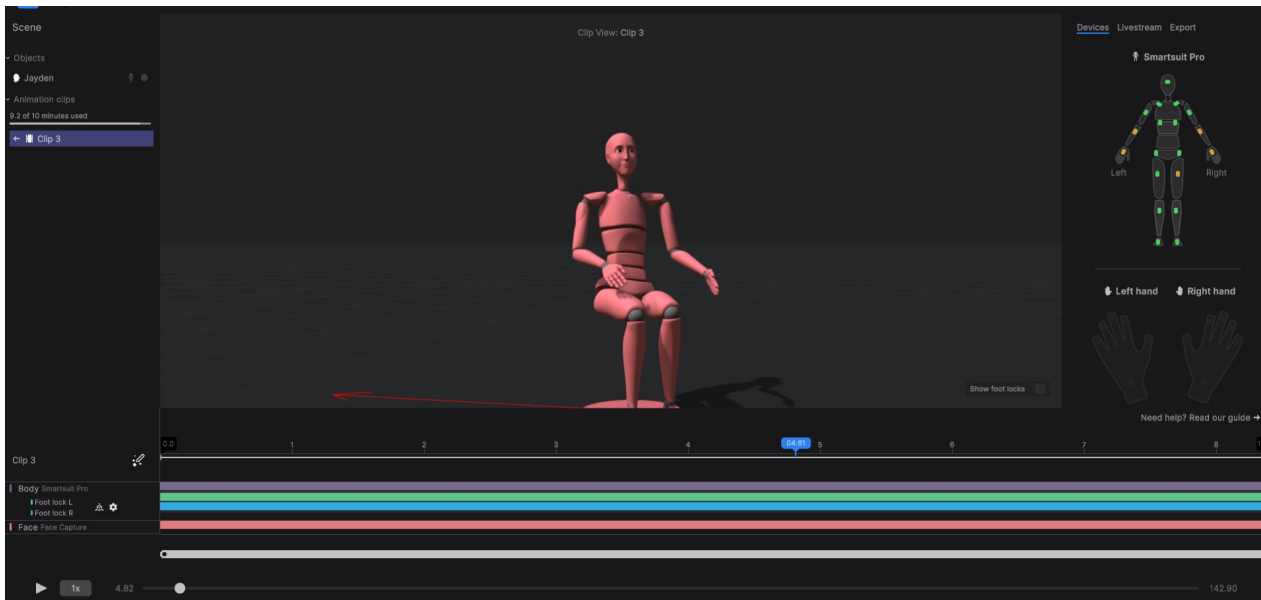 Scene
Objects
Jayden
Animation clips
9.2 of 10 minutes used
Clip 3
Clip View: Clip 3
Show foot locks
Devices Livestream Export
Smartsuit Pro
Left Right
Left hand Right hand
Need help? Read our guide →
0.0 1 2 3 4 04:81 5 6 7 8
Clip 3
Body Smartsuit Pro
Foot lock L
Foot lock R
Face Face Capture
1x 4.82 142.90